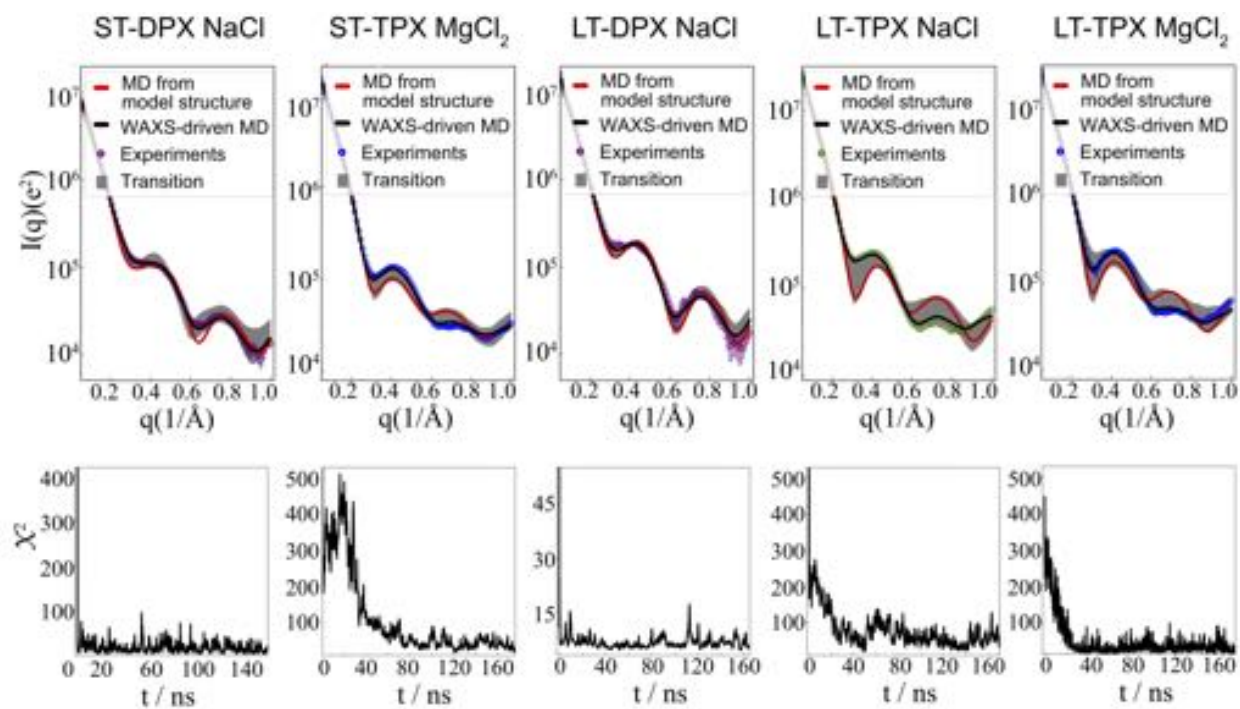 ST-DPX NaCl
ST-TPX MgCl₂
LT-DPX NaCl
LT-TPX NaCl
LT-TPX MgCl₂
I(q)(e²)
10⁷
10⁶
10⁵
10⁴
MD from
model structure
WAXS-driven MD
Experiments
Transition
0.2 0.4 0.6 0.8 1.0
q(1/Å)
10⁷
10⁶
10⁵
10⁴
MD from
model structure
WAXS-driven MD
Experiments
Transition
0.2 0.4 0.6 0.8 1.0
q(1/Å)
10⁷
10⁶
10⁵
10⁴
MD from
model structure
WAXS-driven MD
Experiments
Transition
0.2 0.4 0.6 0.8 1.0
q(1/Å)
10⁷
10⁶
10⁵
10⁴
MD from
model structure
WAXS-driven MD
Experiments
Transition
0.2 0.4 0.6 0.8 1.0
q(1/Å)
10⁷
10⁶
10⁵
10⁴
MD from
model structure
WAXS-driven MD
Experiments
Transition
0.2 0.4 0.6 0.8 1.0
q(1/Å)
χ²
400
300
200
100
0 20 60 100 140
t / ns
500
400
300
200
100
0 40 80 120 160
t / ns
45
30
15
0 40 80 120 160
t / ns
500
400
300
200
100
0 40 80 120 160
t / ns
500
400
300
200
100
0 40 80 120 160
t / ns